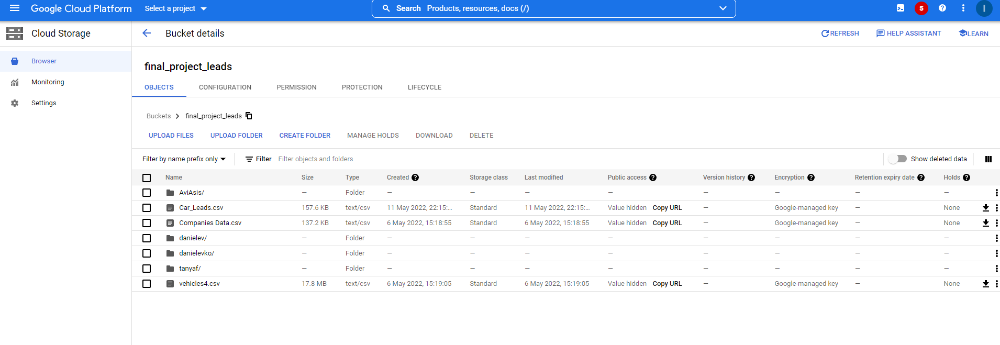 Google Cloud Platform Select a project Search Products, resources, docs (/) 5 I
Cloud Storage Bucket details REFRESH HELP ASSISTANT LEARN
Browser
Monitoring
Settings
final_project_leads
OBJECTS CONFIGURATION PERMISSION PROTECTION LIFECYCLE
Buckets > final_project_leads
UPLOAD FILES UPLOAD FOLDER CREATE FOLDER MANAGE HOLDS DOWNLOAD DELETE
Filter by name prefix only Filter Filter objects and folders Show deleted data
Name Size Type Created ? Storage class Last modified Public access ? Version history ? Encryption ? Retention expiry date ? Holds ?
AviAsis/ — Folder — — — — — — — —
Car_Leads.csv 157.6 KB text/csv 11 May 2022, 22:15:... Standard 11 May 2022, 22:15:... Value hidden Copy URL — Google-managed key — None
Companies Data.csv 137.2 KB text/csv 6 May 2022, 15:18:55 Standard 6 May 2022, 15:18:55 Value hidden Copy URL — Google-managed key — None
danielev/ — Folder — — — — — — — —
danielevko/ — Folder — — — — — — — —
tanyaf/ — Folder — — — — — — — —
vehicles4.csv 17.8 MB text/csv 6 May 2022, 15:19:05 Standard 6 May 2022, 15:19:05 Value hidden Copy URL — Google-managed key — None